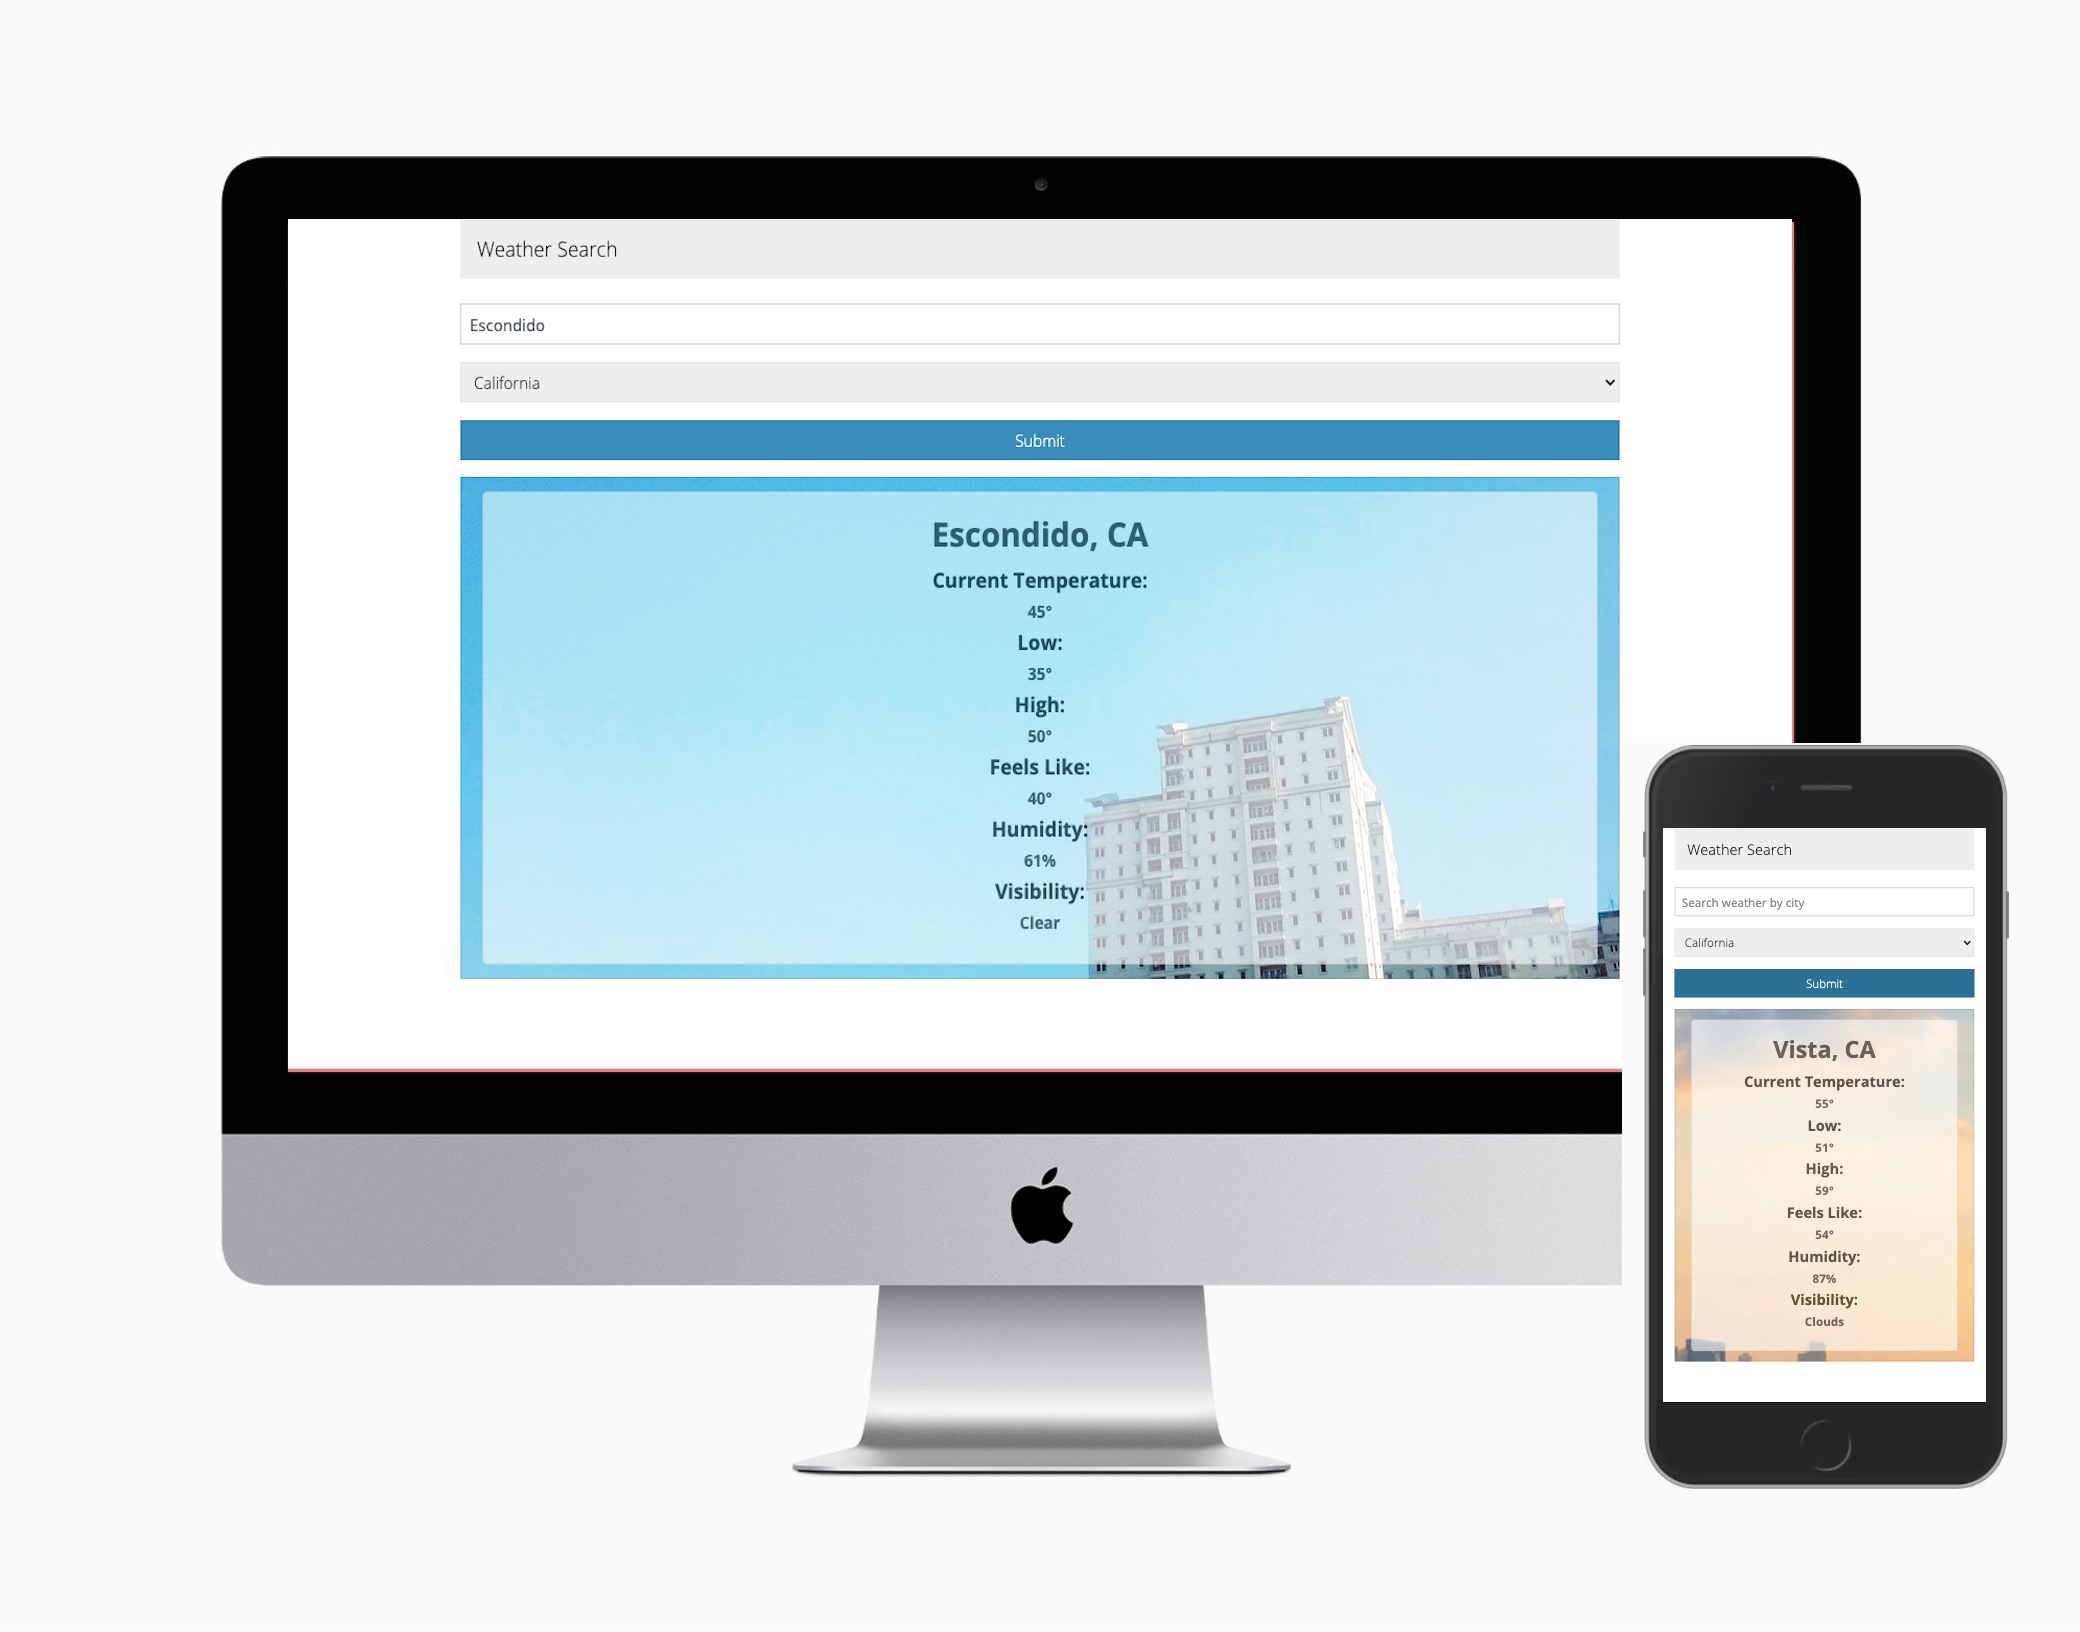 Weather Search
Escondido
California
Submit
Escondido, CA
Current Temperature:
45°
Low:
35°
High:
50°
Feels Like:
40°
Humidity:
61%
Visibility:
Clear
Weather Search
Search weather by city
California
Submit
Vista, CA
Current Temperature:
55°
Low:
51°
High:
59°
Feels Like:
54°
Humidity:
87%
Visibility:
Clouds